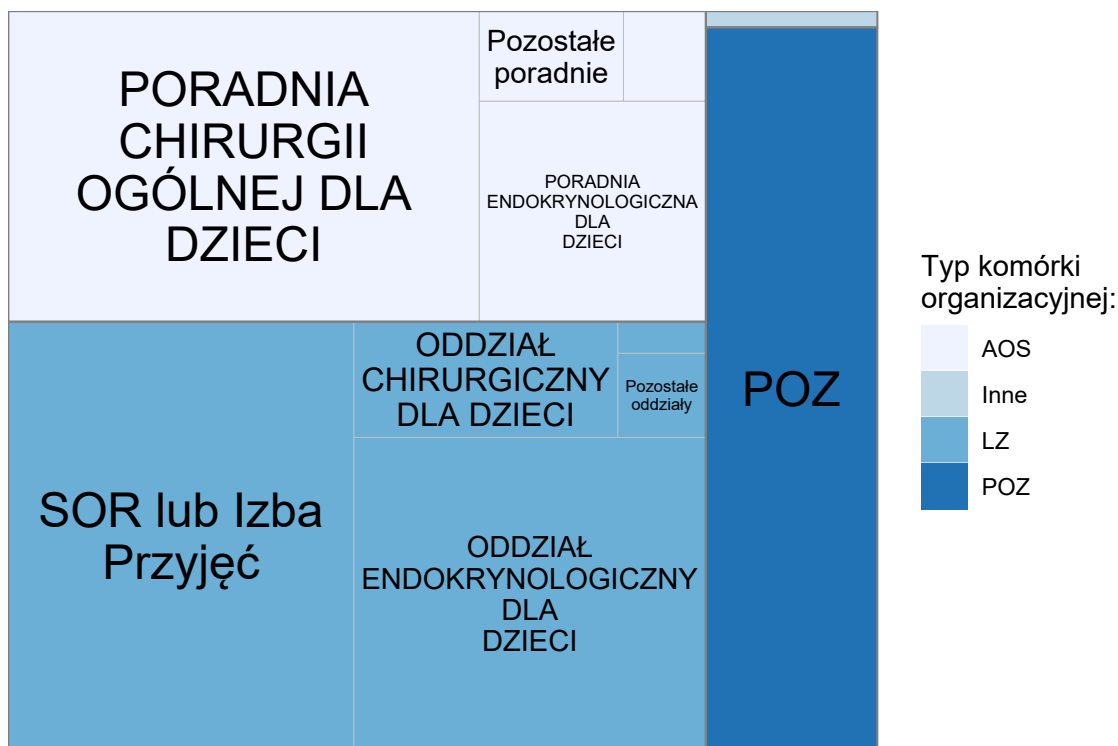 PORADNIA
CHIRURGII
OGÓLNEJ DLA
DZIECI
Pozostałe
poradnie
PORADNIA
ENDOKRYNOLOGICZNA
DLA
DZIECI
SOR lub Izba
Przyjęć
ODDZIAŁ
CHIRURGICZNY
DLA DZIECI
Pozostałe
oddziały
ODDZIAŁ
ENDOKRYNOLOGICZNY
DLA
DZIECI
POZ
Typ komórki
organizacyjnej:
AOS
Inne
LZ
POZ